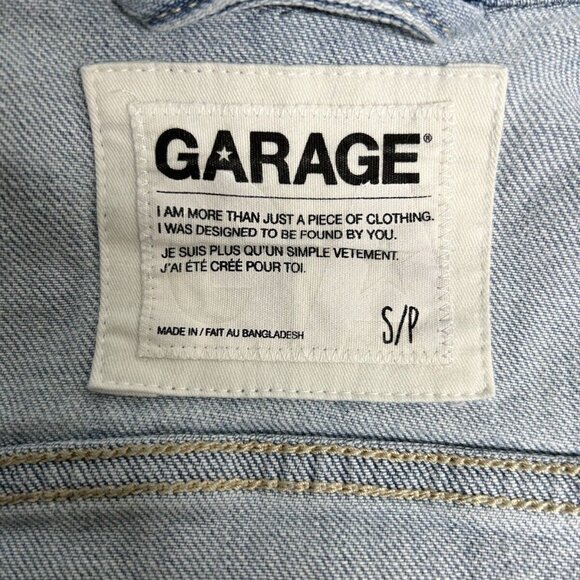 GARAGE®
I AM MORE THAN JUST A PIECE OF CLOTHING.
I WAS DESIGNED TO BE FOUND BY YOU.
JE SUIS PLUS QU'UN SIMPLE VETEMENT.
J'AI ÉTÉ CRÉÉ POUR TOI.
MADE IN / FAIT AU BANGLADESH
S/P